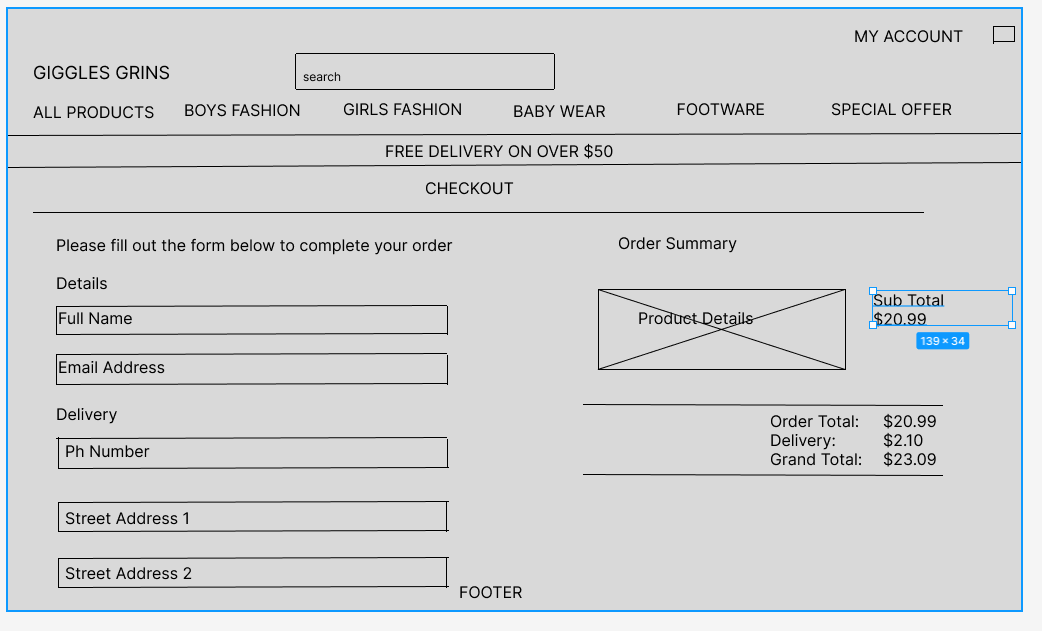 MY ACCOUNT
GIGGLES GRINS
search
ALL PRODUCTS BOYS FASHION GIRLS FASHION BABY WEAR FOOTWARE SPECIAL OFFER
FREE DELIVERY ON OVER $50
CHECKOUT
Please fill out the form below to complete your order
Details
Full Name
Email Address
Delivery
Ph Number
Street Address 1
Street Address 2
Order Summary
Product Details
Sub Total
$20.99
139 × 34
Order Total: $20.99
Delivery: $2.10
Grand Total: $23.09
FOOTER